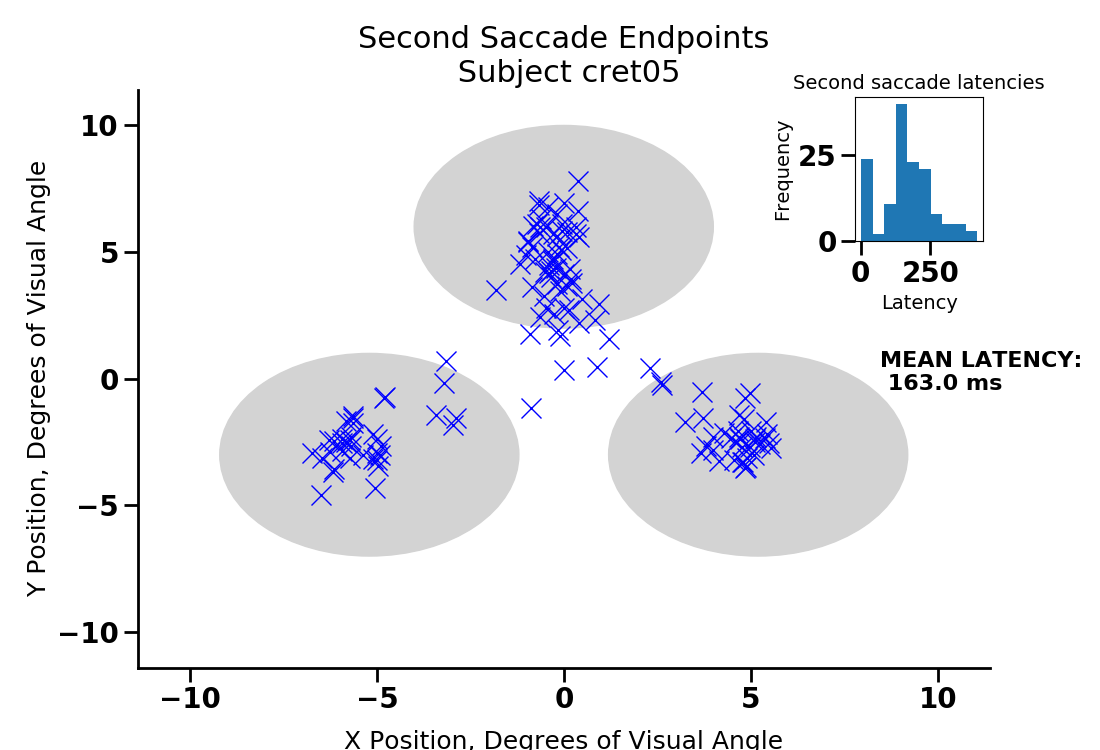 Second Saccade Endpoints
Subject cret05
Second saccade latencies
Frequency
25
0
0 250
Latency
MEAN LATENCY:
163.0 ms
Y Position, Degrees of Visual Angle
10
5
0
−5
−10
−10 −5 0 5 10
X Position, Degrees of Visual Angle